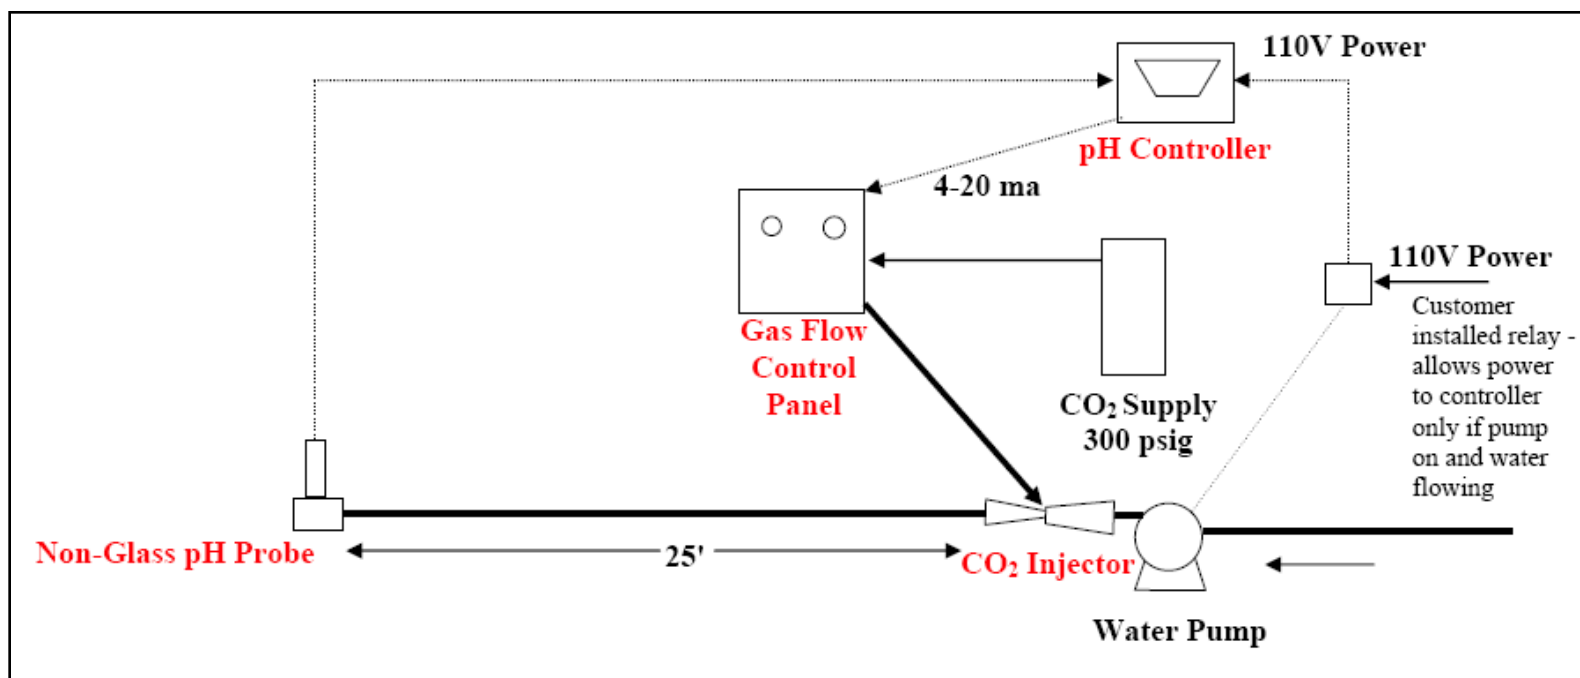 110V Power
pH Controller
4-20 ma
110V Power
Customer
installed relay -
allows power
to controller
only if pump
on and water
flowing
Gas Flow
Control
Panel
CO₂ Supply
300 psig
Non-Glass pH Probe
25'
CO₂ Injector
Water Pump